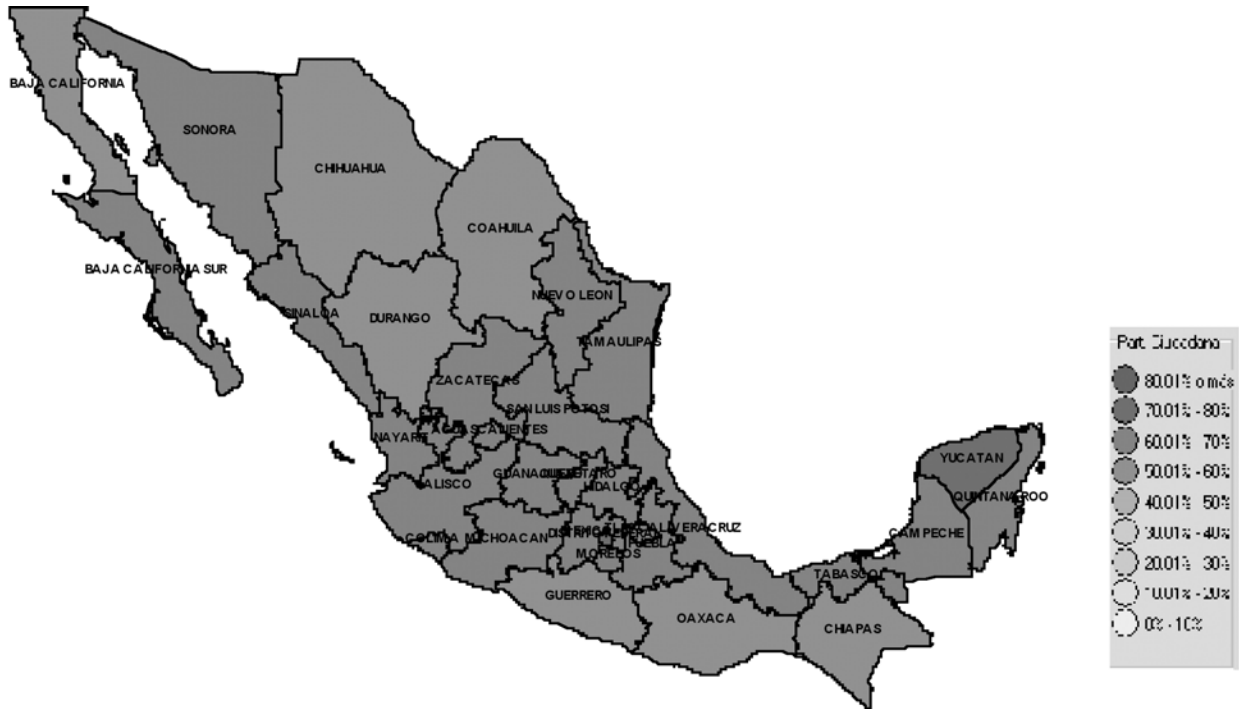 BAJA CALIFORNIA
SONORA
CHIHUAHUA
COAHUILA
BAJA CALIFORNIA SUR
NUEVO LEON
SINALOA
DURANGO
TAMAULIPAS
ZACATECAS
SAN LUIS POTOSI
AGUASCALIENTES
NAYARIT
JALISCO
HIDALGO
COLIMA
MICHOACAN
VERACRUZ
MORELOS
PUEBLA
GUERRERO
OAXACA
CHIAPAS
TABASCO
CAMPECHE
YUCATAN
QUINTANA ROO
Part. Ciudadana
80.01% o más
70.01% - 80%
60.01% - 70%
50.01% - 60%
40.01% - 50%
30.01% - 40%
20.01% - 30%
10.01% - 20%
0% - 10%